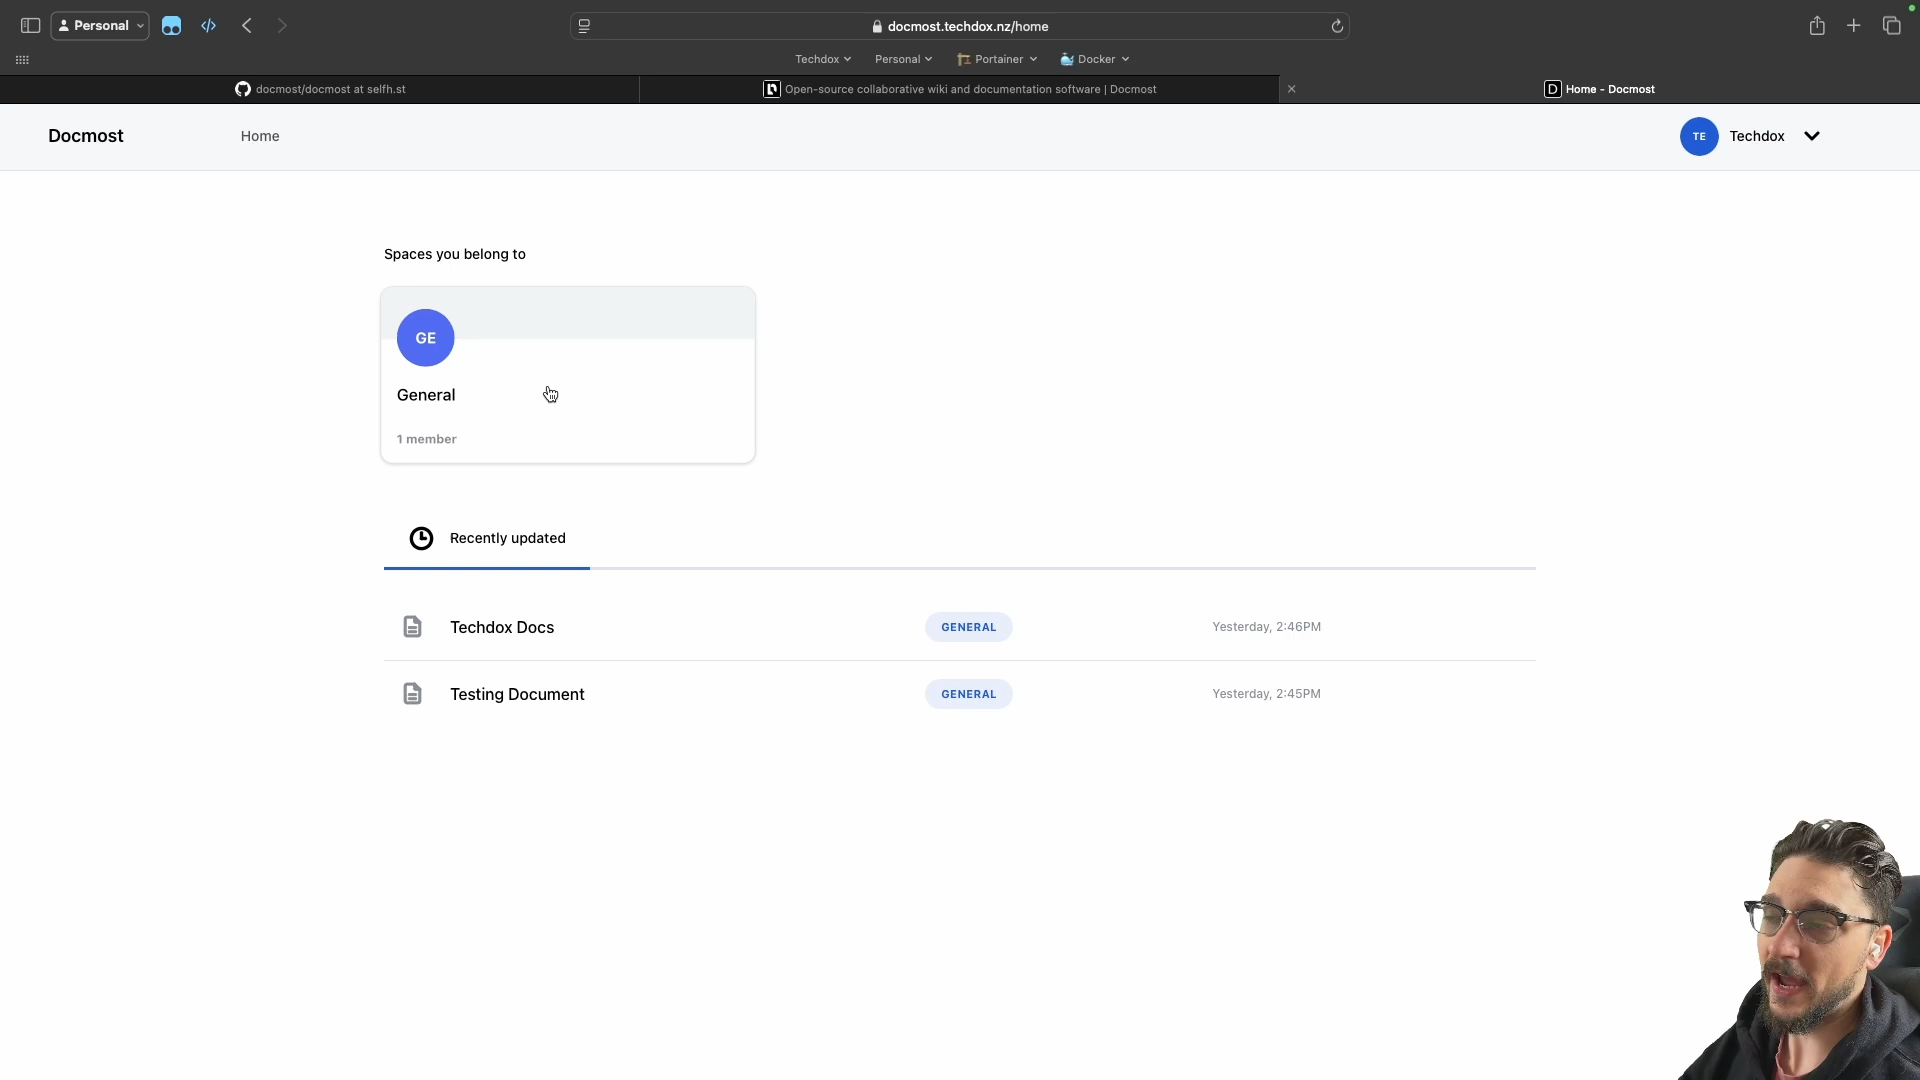 Personal
docmost.techdox.nz/home
Techdox
Personal
Portainer
Docker
docmost/docmost at selfh.st
Open-source collaborative wiki and documentation software | Docmost
D Home - Docmost
Docmost
Home
TE Techdox
Spaces you belong to
GE
General
1 member
Recently updated
Techdox Docs GENERAL Yesterday, 2:46PM
Testing Document GENERAL Yesterday, 2:45PM